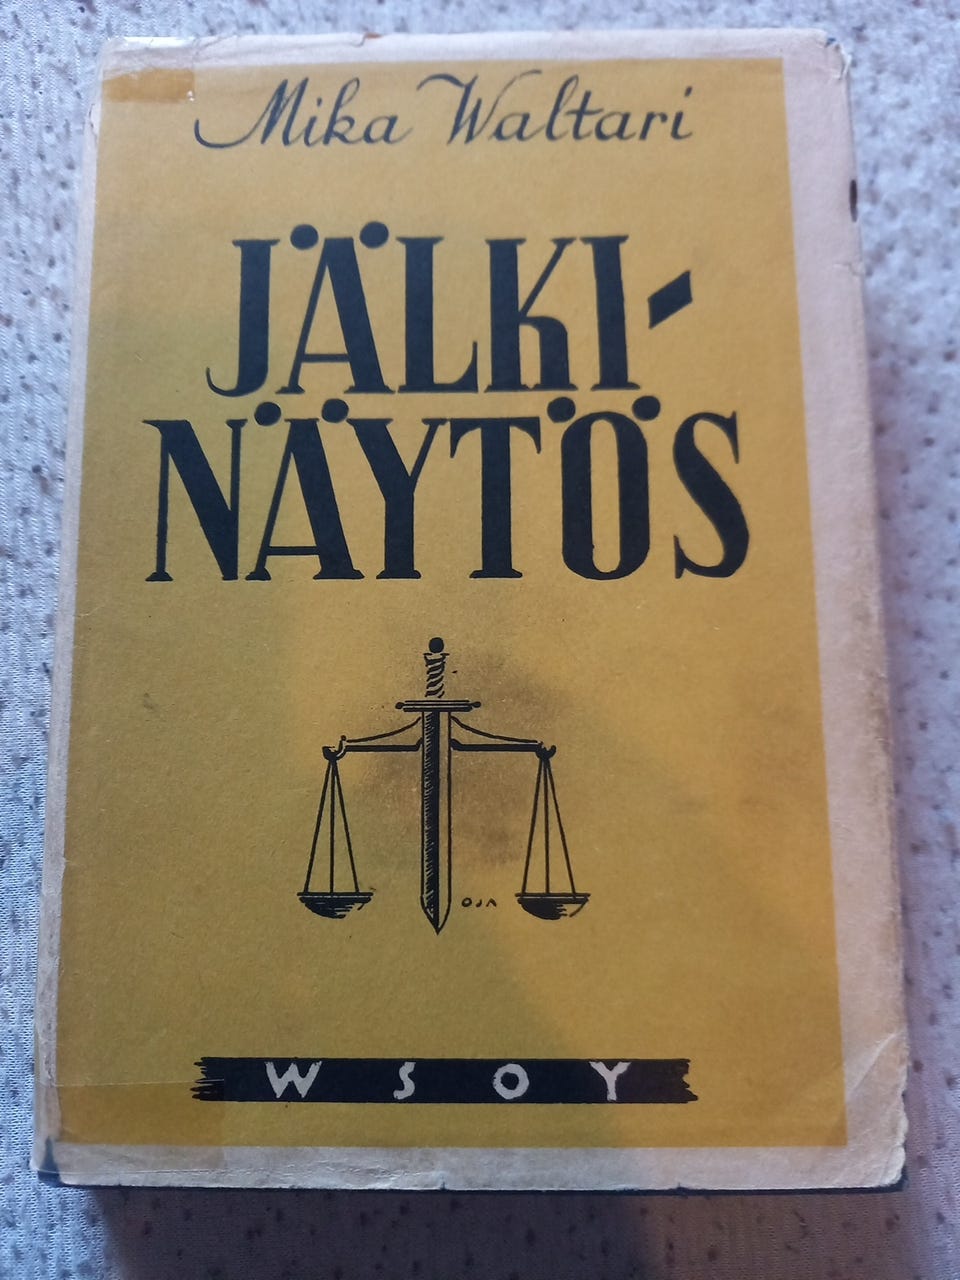 Mika Waltari
JÄLKI-
NÄYTÖS
OJA
WSOY